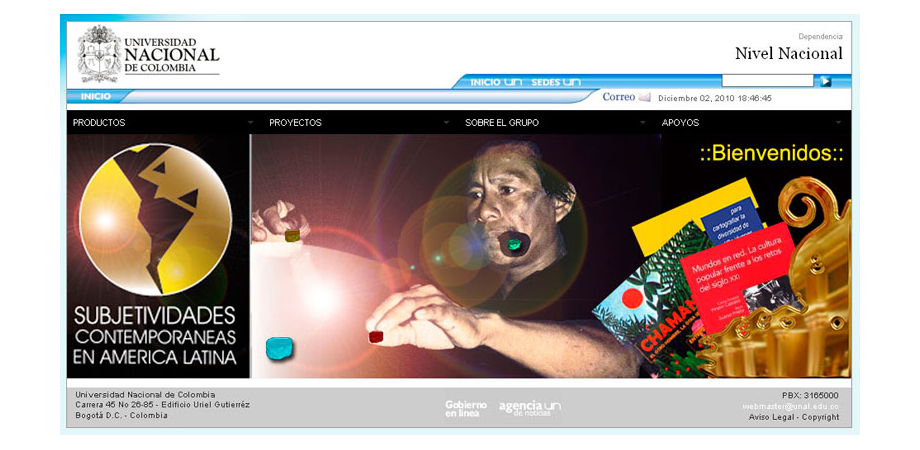 UNIVERSIDAD
NACIONAL
DE COLOMBIA
Dependencia
Nivel Nacional
INICIO un SEDES un
INICIO
Correo Diciembre 02, 2010 18:46:45
PRODUCTOS PROYECTOS SOBRE EL GRUPO APOYOS
::Bienvenidos::
para
cartografiar la
diversidad de
Mundos en red. La cultura
popular frente a los retos
del siglo XXI
CHAMAN
SUBJETIVIDADES
CONTEMPORANEAS
EN AMERICA LATINA
Universidad Nacional de Colombia
Carrera 45 No 26-85 - Edificio Uriel Gutierréz
Bogotá D.C. - Colombia
Gobierno
en línea
agencia un
de noticias
PBX: 3165000
webmaster@unal.edu.co
Aviso Legal - Copyright